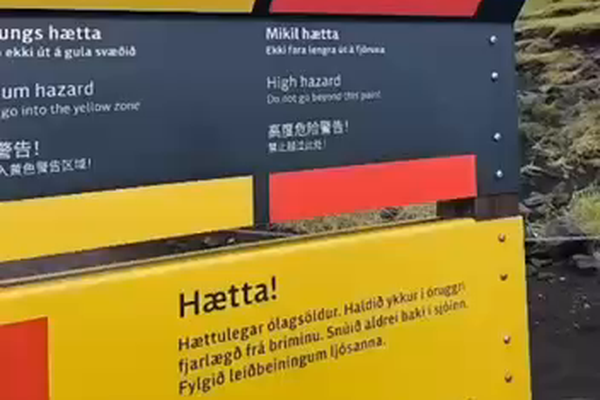 ungs hætta
ekki út á gula svæðið
um hazard
go into the yellow zone
警告!
入黄色警告区域!
Mikil hætta
Ekki fara lengra út á fjöruna
High hazard
Do not go beyond this point
高度危险警告!
禁止越过此处!
Hætta!
Hættulegar ólagsöldur. Haldið ykkur í öruggri
fjarlægð frá briminu. Snúið aldrei baki í sjóinn.
Fylgið leiðbeiningum ljósanna.